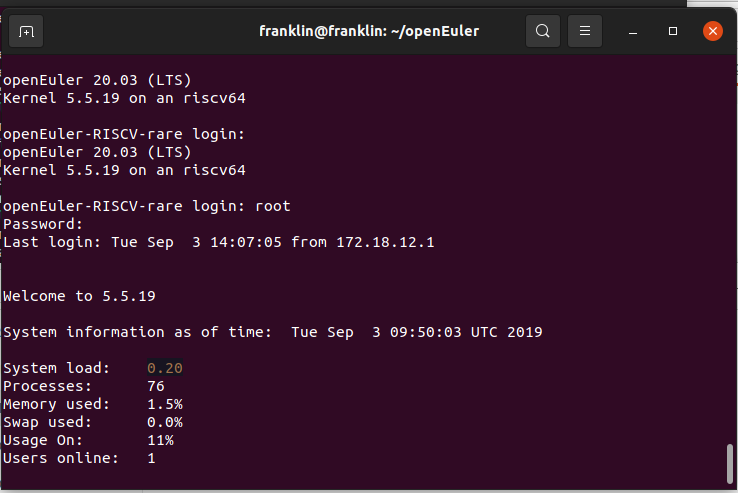 franklin@franklin: ~/openEuler
openEuler 20.03 (LTS)
Kernel 5.5.19 on an riscv64
openEuler-RISCV-rare login:
openEuler 20.03 (LTS)
Kernel 5.5.19 on an riscv64
openEuler-RISCV-rare login: root
Password:
Last login: Tue Sep  3 14:07:05 from 172.18.12.1
Welcome to 5.5.19
System information as of time:  Tue Sep  3 09:50:03 UTC 2019
System load:    0.20
Processes:      76
Memory used:    1.5%
Swap used:      0.0%
Usage On:       11%
Users online:   1